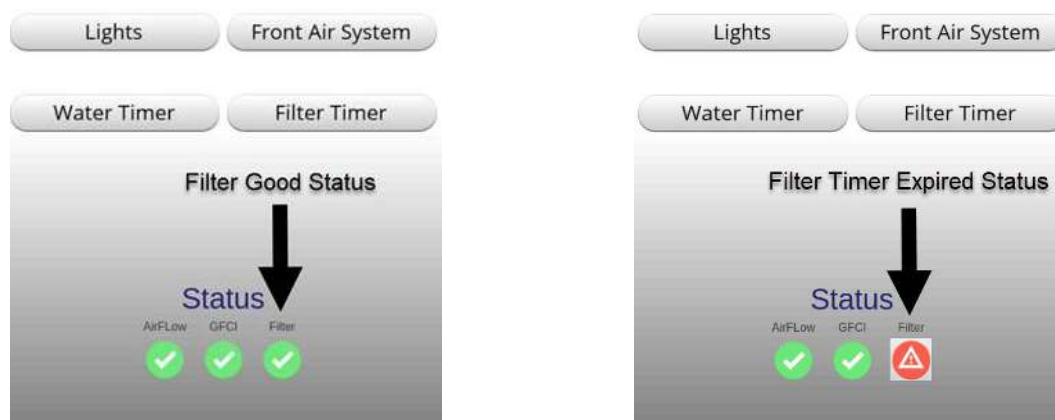 Lights Front Air System
Water Timer Filter Timer
Filter Good Status
Status
AirFLow GFCI Filter
Lights Front Air System
Water Timer Filter Timer
Filter Timer Expired Status
Status
AirFLow GFCI Filter